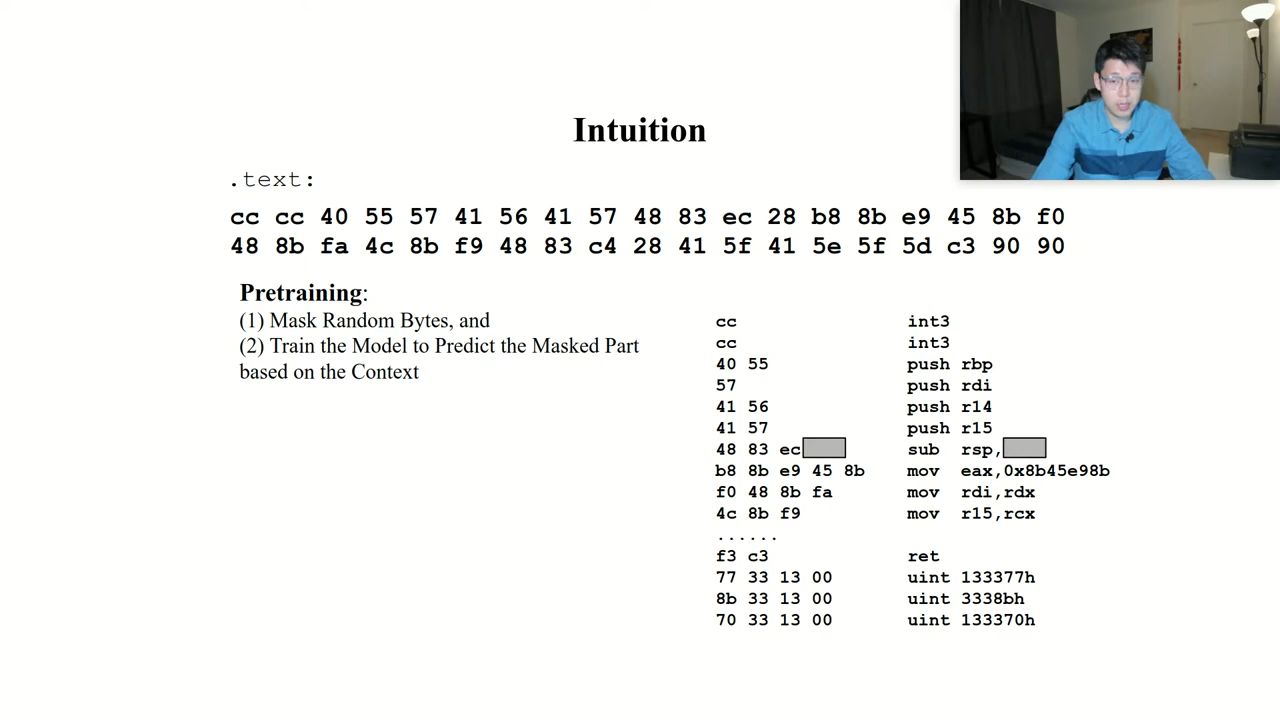 Intuition
.text:
cc cc 40 55 57 41 56 41 57 48 83 ec 28 b8 8b e9 45 8b f0
48 8b fa 4c 8b f9 48 83 c4 28 41 5f 41 5e 5f 5d c3 90 90
Pretraining:
(1) Mask Random Bytes, and
(2) Train the Model to Predict the Masked Part
based on the Context
cc int3
cc int3
40 55 push rbp
57 push rdi
41 56 push r14
41 57 push r15
48 83 ec sub rsp,
b8 8b e9 45 8b mov eax,0x8b45e98b
f0 48 8b fa mov rdi,rdx
4c 8b f9 mov r15,rcx
......
f3 c3 ret
77 33 13 00 uint 133377h
8b 33 13 00 uint 3338bh
70 33 13 00 uint 133370h